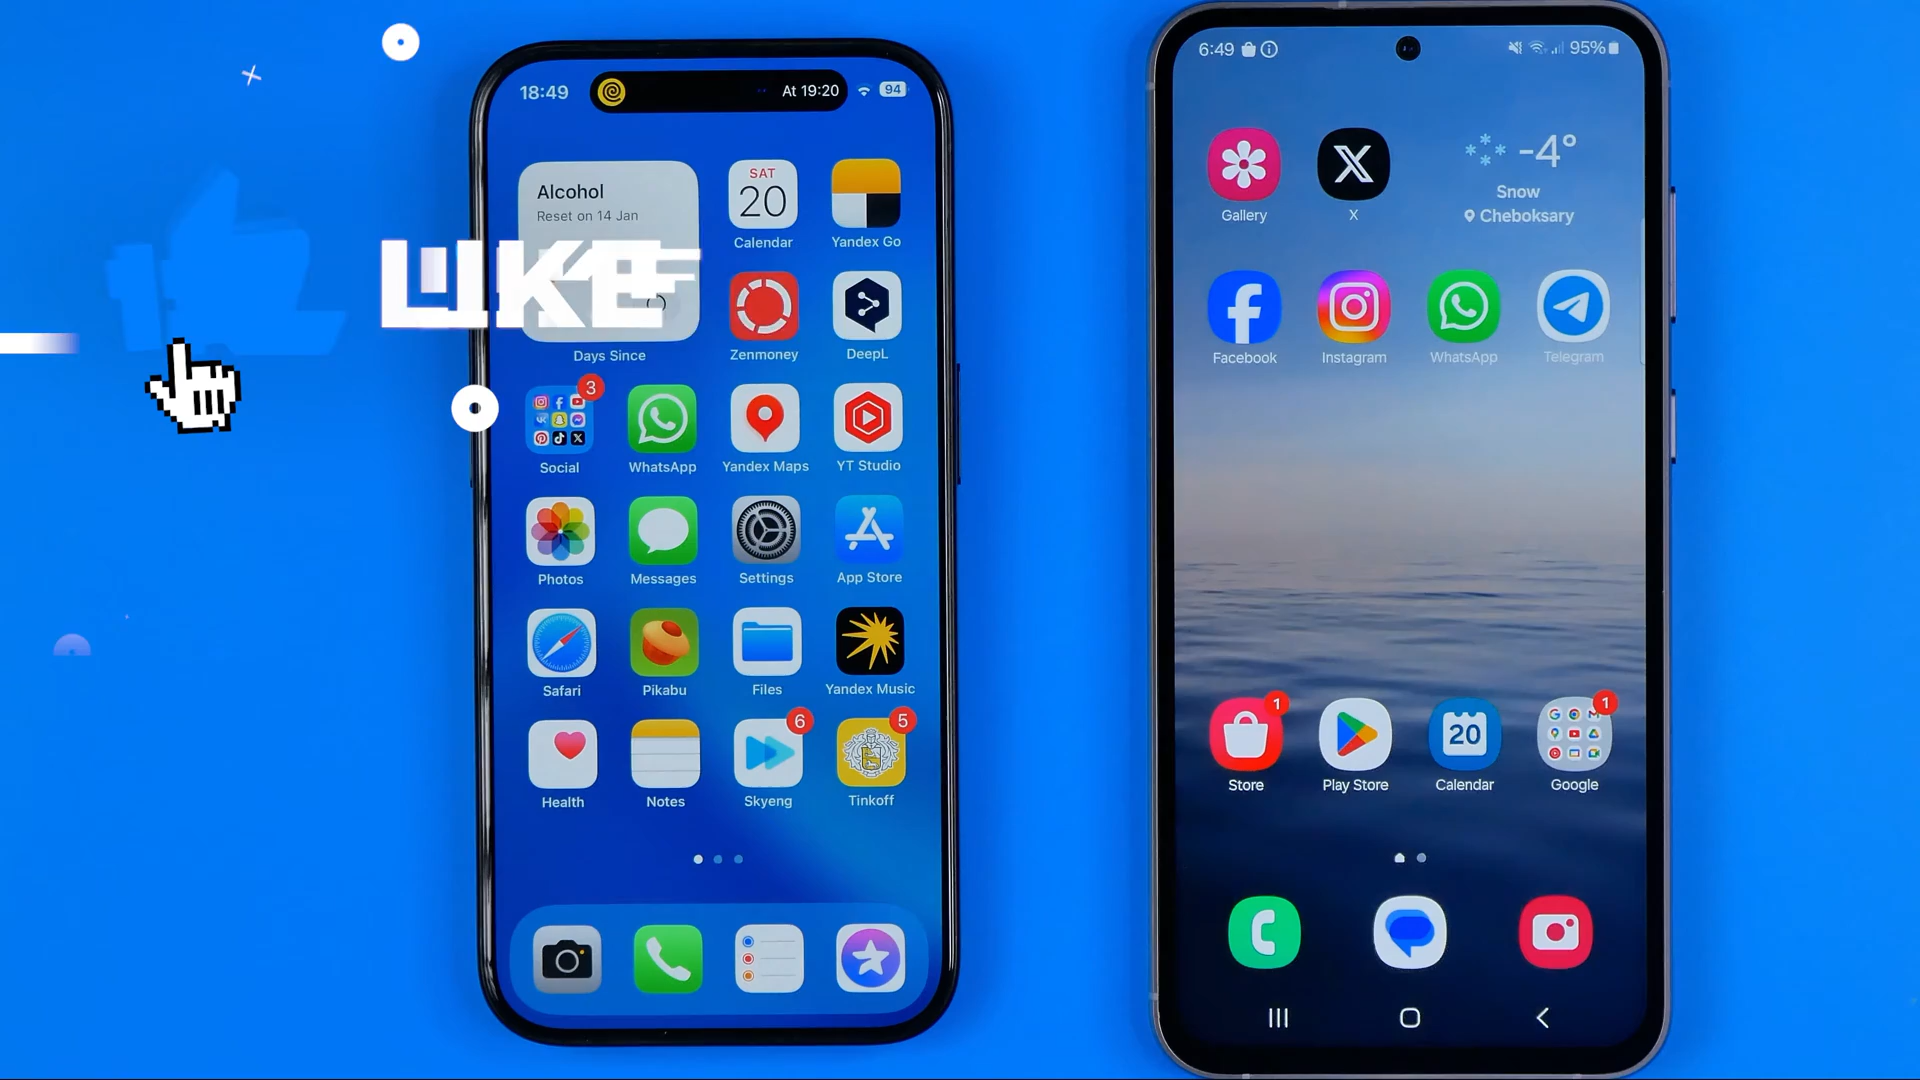 18:49
At 19:20
94
Alcohol
Reset on 14 Jan
Days Since
SAT
20
Calendar
Yandex Go
Zenmoney
DeepL
3
Social
WhatsApp
Yandex Maps
YT Studio
Photos
Messages
Settings
App Store
Safari
Pikabu
Files
Yandex Music
6
5
Health
Notes
Skyeng
Tinkoff
LIKE
6:49
95%
Gallery
X
-4°
Snow
Cheboksary
Facebook
Instagram
WhatsApp
Telegram
1
1
20
Store
Play Store
Calendar
Google